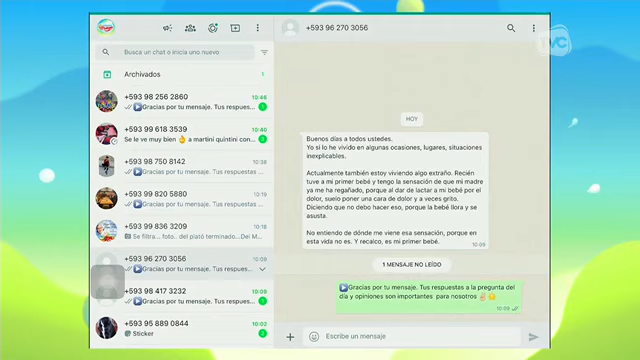 +593 96 270 3056
TVC
Busca un chat o inicia uno nuevo
Archivados
1
+593 98 256 2860
10:46
Gracias por tu mensaje. Tus respues...
1
+593 99 618 3539
10:40
Se le ve muy bien 👌 a martini quintini con...
+593 98 750 8142
10:38
Gracias por tu mensaje. Tus respuestas ...
+593 99 820 5880
10:19
Gracias por tu mensaje. Tus respuestas ...
+593 99 836 3209
10:18
Se filtra... foto.. del plató terminado...Del M...
+593 96 270 3056
10:09
Gracias por tu mensaje. Tus respues...
+593 98 417 3232
10:09
Gracias por tu mensaje. Tus respues...
1
+593 95 889 0844
10:02
Sticker
2
HOY
Buenos días a todos ustedes.
Yo si lo he vivido en algunas ocasiones, lugares, situaciones
inexplicables.
Actualmente también estoy viviendo algo extraño. Recién
tuve a mi primer bebé y tengo la sensación de que mi madre
ya me ha regañado, porque al dar de lactar a mi bebé por el
dolor, suelo poner una cara de dolor y a veces grito.
Diciendo que no debo hacer eso, porque la bebé llora y se
asusta.
No entiendo de dónde me viene esa sensación, porque en
esta vida no es. Y recalco, es mi primer bebé.
10:09
1 MENSAJE NO LEÍDO
Gracias por tu mensaje. Tus respuestas a la pregunta del
día y opiniones son importantes para nosotros
10:09
Escribe un mensaje